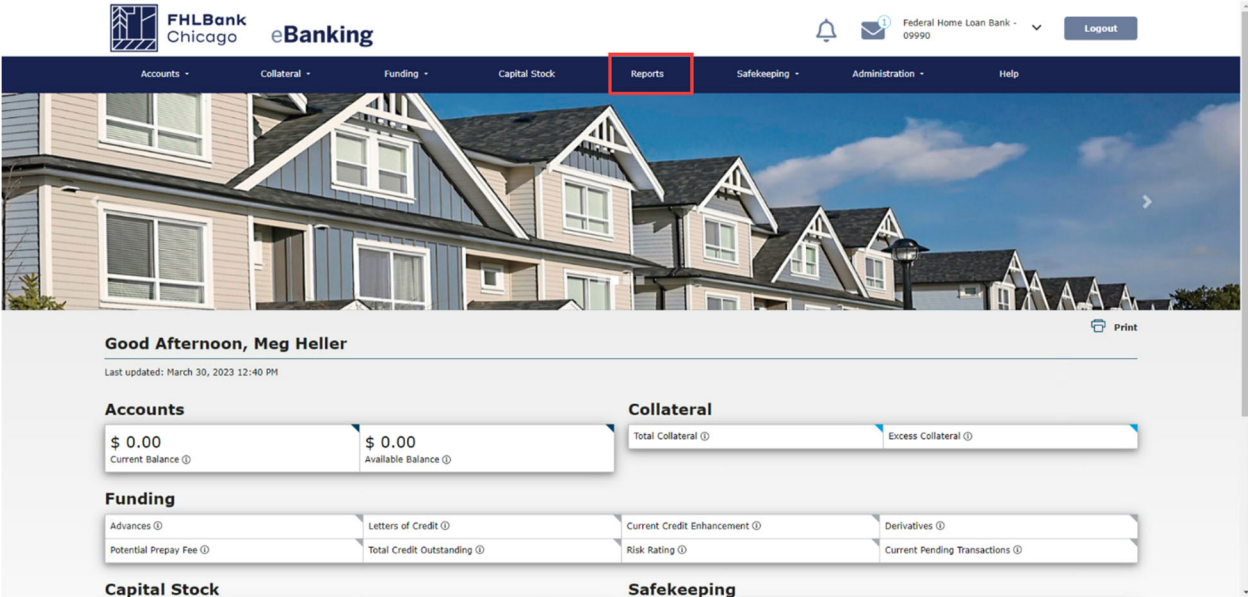 FHLBank
Chicago
eBanking
1
Federal Home Loan Bank -
09990
Logout
Accounts
Collateral
Funding
Capital Stock
Reports
Safekeeping
Administration
Help
Print
Good Afternoon, Meg Heller
Last updated: March 30, 2023 12:40 PM
Accounts
$ 0.00
Current Balance
$ 0.00
Available Balance
Collateral
Total Collateral
Excess Collateral
Funding
Advances
Letters of Credit
Current Credit Enhancement
Derivatives
Potential Prepay Fee
Total Credit Outstanding
Risk Rating
Current Pending Transactions
Capital Stock
Safekeeping